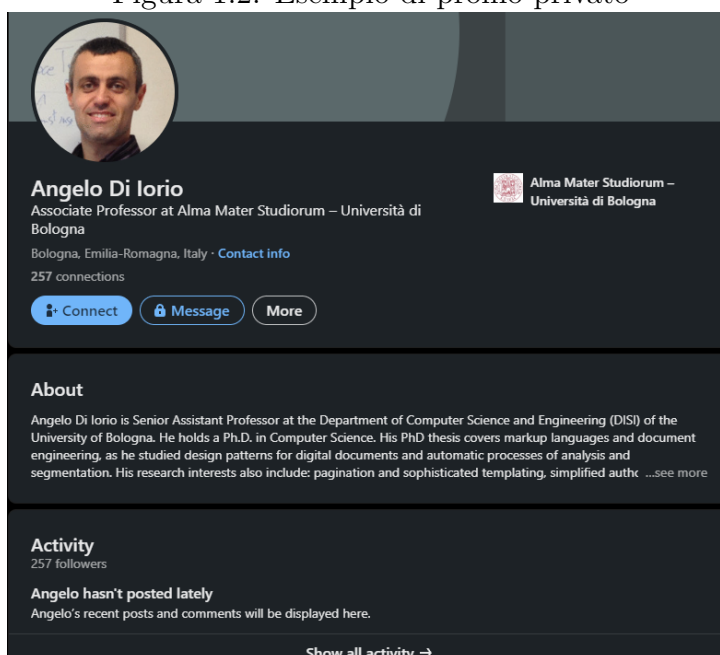 Figura 1.2: Esempio di profilo privato
Angelo Di Iorio
Associate Professor at Alma Mater Studiorum – Università di
Bologna
Alma Mater Studiorum –
Università di Bologna
Bologna, Emilia-Romagna, Italy · Contact info
257 connections
Connect
Message
More
About
Angelo Di Iorio is Senior Assistant Professor at the Department of Computer Science and Engineering (DISI) of the
University of Bologna. He holds a Ph.D. in Computer Science. His PhD thesis covers markup languages and document
engineering, as he studied design patterns for digital documents and automatic processes of analysis and
segmentation. His research interests also include: pagination and sophisticated templating, simplified ...see more
Activity
257 followers
Angelo hasn't posted lately
Angelo's recent posts and comments will be displayed here.
Show all activity →